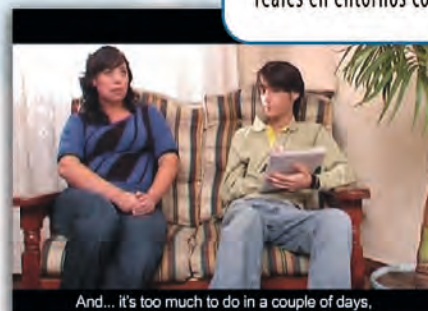 reales en entornos co
And... it's too much to do in a couple of days,